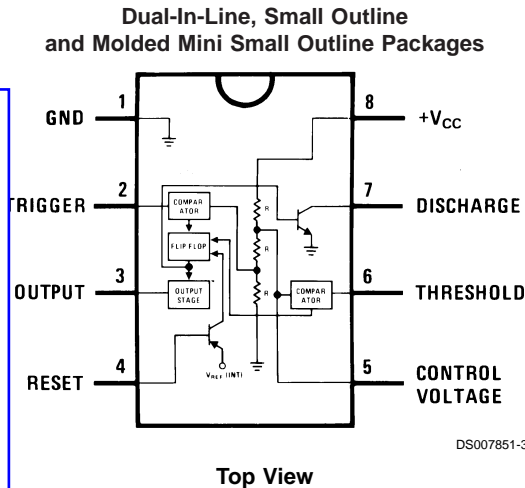 Dual-In-Line, Small Outline
and Molded Mini Small Outline Packages
1
GND
8
+VCC
2
TRIGGER
COMPAR
ATOR
R
7
DISCHARGE
FLIP FLOP
R
3
OUTPUT
OUTPUT
STAGE
R
COMPAR
ATOR
6
THRESHOLD
4
RESET
VREF (INT)
5
CONTROL
VOLTAGE
DS007851-3
Top View